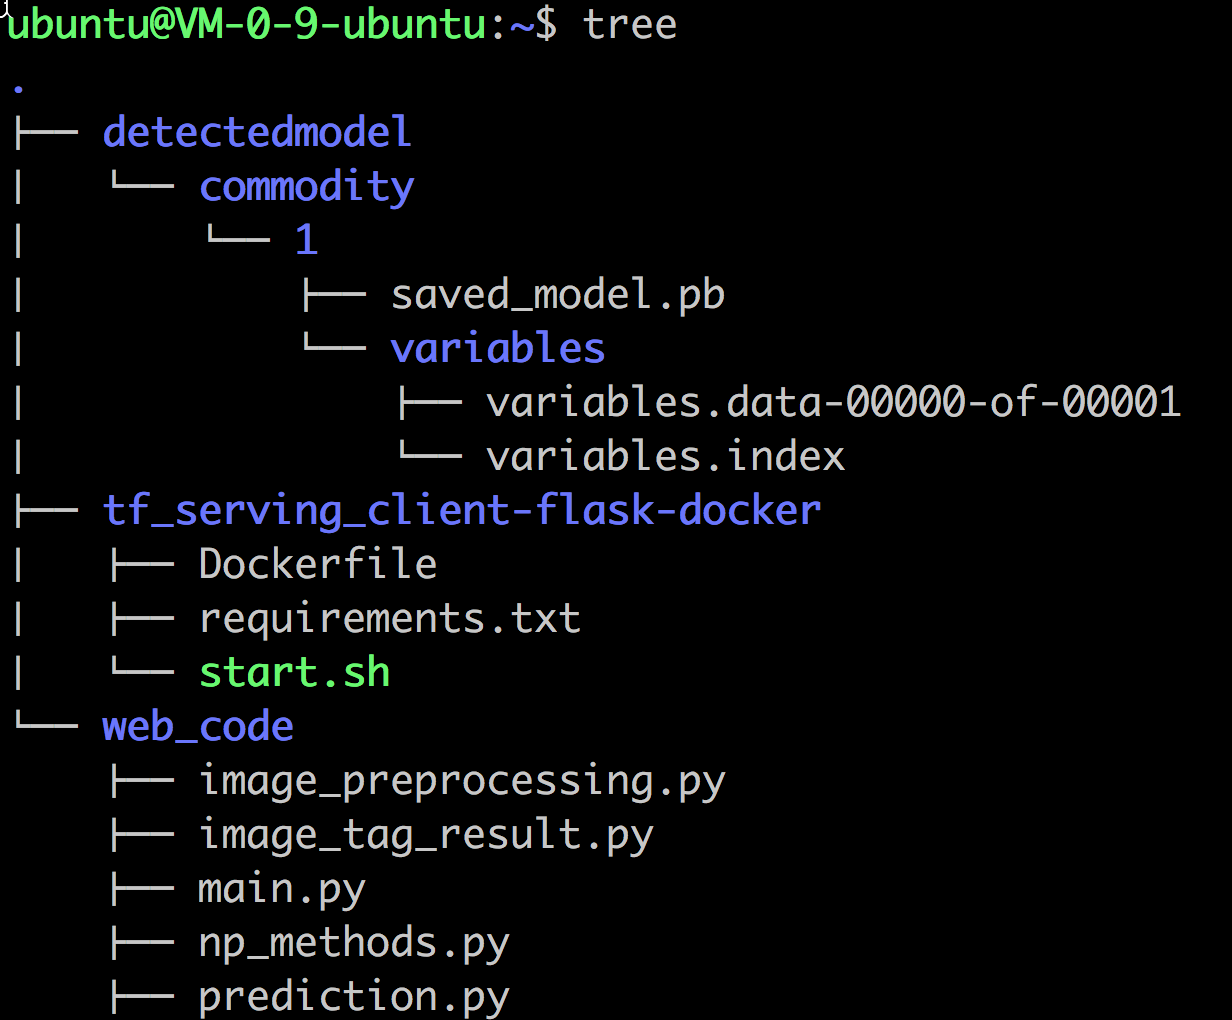 ubuntu@VM-0-9-ubuntu:~$ tree
.
├── detectedmodel
│   └── commodity
│       └── 1
│           ├── saved_model.pb
│           └── variables
│               ├── variables.data-00000-of-00001
│               └── variables.index
├── tf_serving_client-flask-docker
│   ├── Dockerfile
│   ├── requirements.txt
│   └── start.sh
└── web_code
    ├── image_preprocessing.py
    ├── image_tag_result.py
    ├── main.py
    ├── np_methods.py
    ├── prediction.py